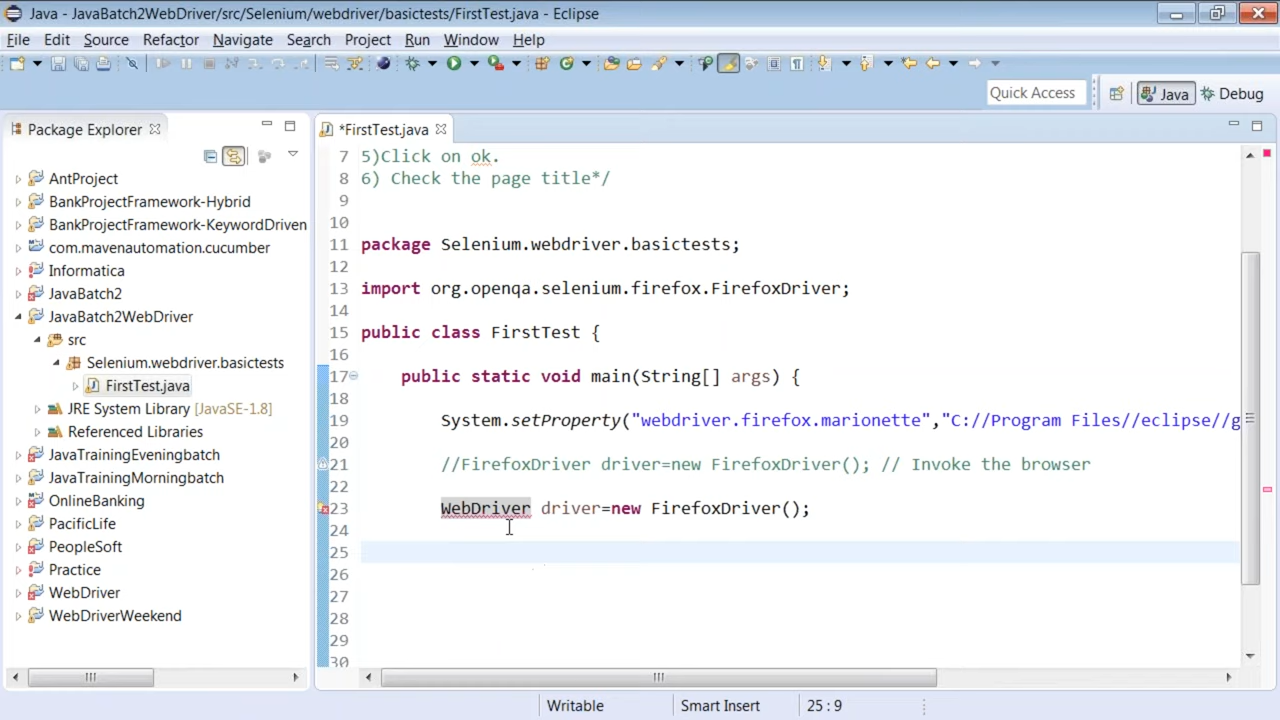 Java - JavaBatch2WebDriver/src/Selenium/webdriver/basictests/FirstTest.java - Eclipse
File Edit Source Refactor Navigate Search Project Run Window Help
Quick Access Java Debug
Package Explorer
AntProject
BankProjectFramework-Hybrid
BankProjectFramework-KeywordDriven
com.mavenautomation.cucumber
Informatica
JavaBatch2
JavaBatch2WebDriver
src
Selenium.webdriver.basictests
FirstTest.java
JRE System Library [JavaSE-1.8]
Referenced Libraries
JavaTrainingEveningbatch
JavaTrainingMorningbatch
OnlineBanking
PacificLife
PeopleSoft
Practice
WebDriver
WebDriverWeekend
*FirstTest.java
7 5)Click on ok.
8 6) Check the page title*/
9
10
11 package Selenium.webdriver.basictests;
12
13 import org.openqa.selenium.firefox.FirefoxDriver;
14
15 public class FirstTest {
16
17 public static void main(String[] args) {
18
19 System.setProperty("webdriver.firefox.marionette","C://Program Files//eclipse//g
20
21 //FirefoxDriver driver=new FirefoxDriver(); // Invoke the browser
22
23 WebDriver driver=new FirefoxDriver();
24
25
26
27
28
29
30
Writable Smart Insert 25 : 9